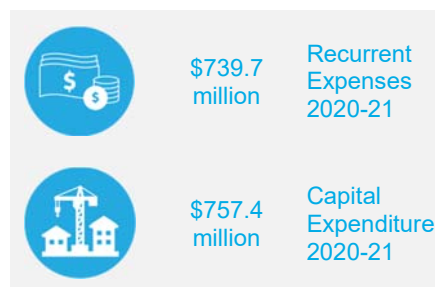 $739.7
million
Recurrent
Expenses
2020-21
$
$
$757.4
million
Capital
Expenditure
2020-21